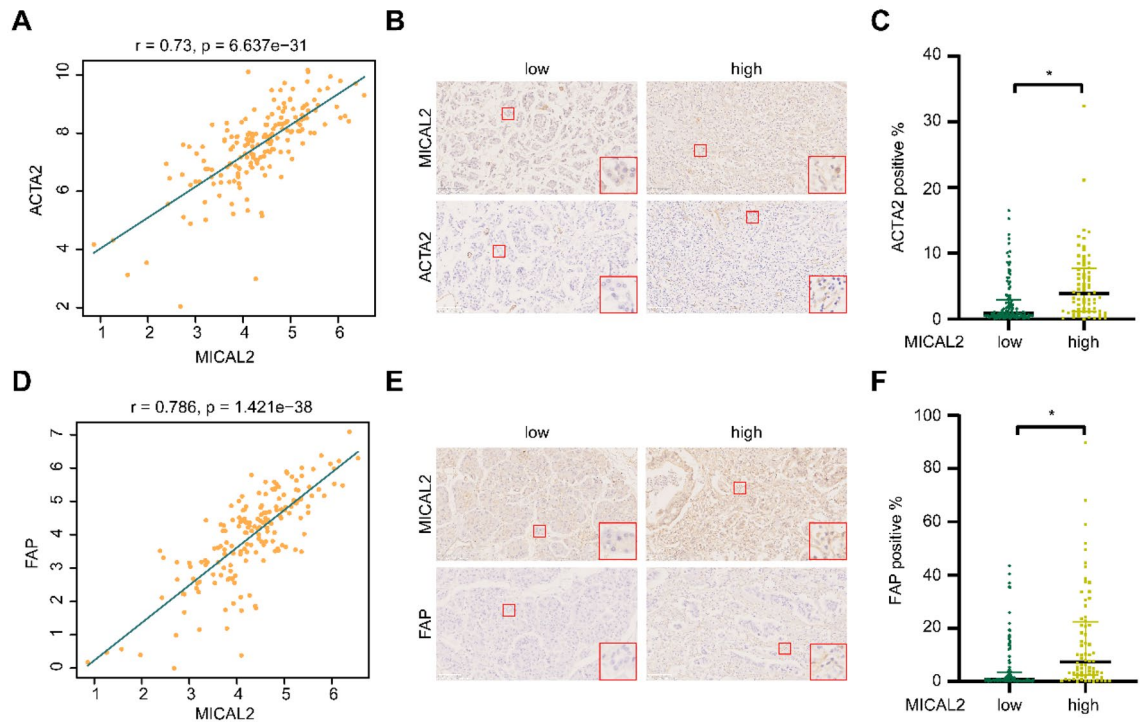 A
r = 0.73, p = 6.637e−31
ACTA2
10
8
6
4
2
1 2 3 4 5 6
MICAL2
B
low high
MICAL2
ACTA2
C
ACTA2 positive %
40
30
20
10
0
*
MICAL2 low high
D
r = 0.786, p = 1.421e−38
FAP
7
6
5
4
3
2
1
0
1 2 3 4 5 6
MICAL2
E
low high
MICAL2
FAP
F
FAP positive %
100
80
60
40
20
0
*
MICAL2 low high